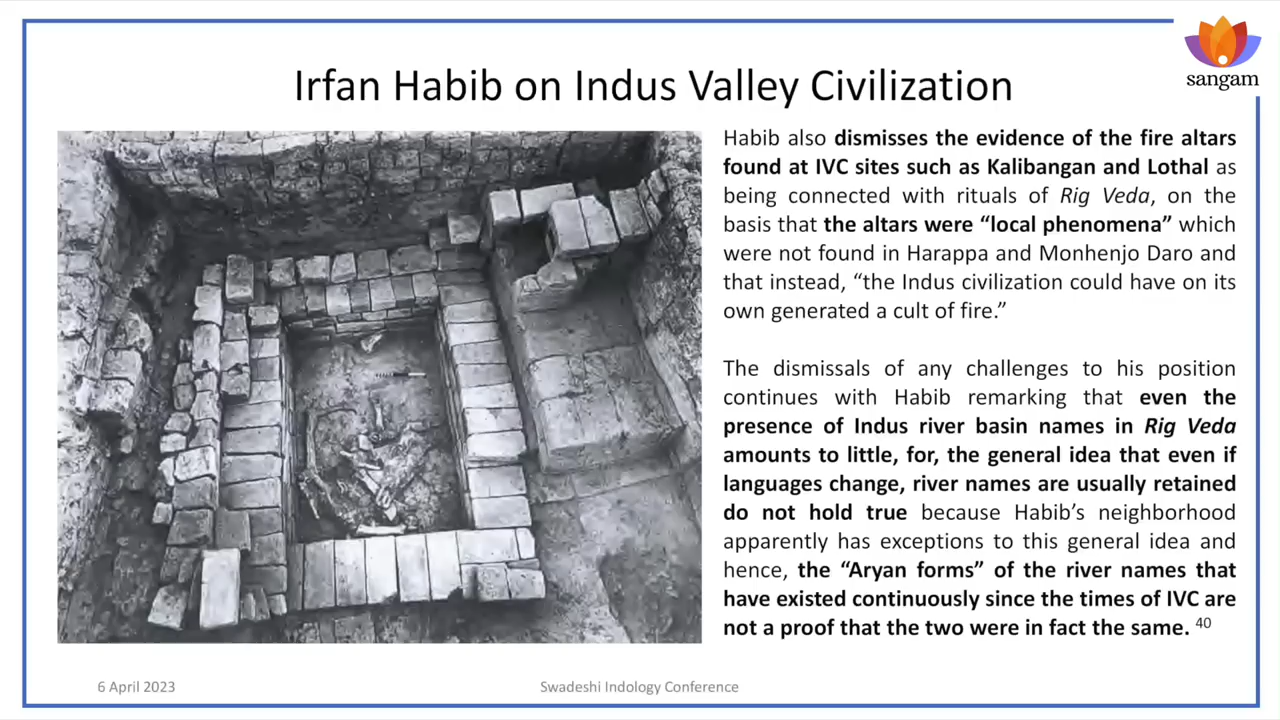 sangam
Irfan Habib on Indus Valley Civilization
Habib also dismisses the evidence of the fire altars
found at IVC sites such as Kalibangan and Lothal as
being connected with rituals of Rig Veda, on the
basis that the altars were “local phenomena” which
were not found in Harappa and Monhenjo Daro and
that instead, “the Indus civilization could have on its
own generated a cult of fire.”
The dismissals of any challenges to his position
continues with Habib remarking that even the
presence of Indus river basin names in Rig Veda
amounts to little, for, the general idea that even if
languages change, river names are usually retained
do not hold true because Habib’s neighborhood
apparently has exceptions to this general idea and
hence, the “Aryan forms” of the river names that
have existed continuously since the times of IVC are
not a proof that the two were in fact the same. 40
6 April 2023
Swadeshi Indology Conference